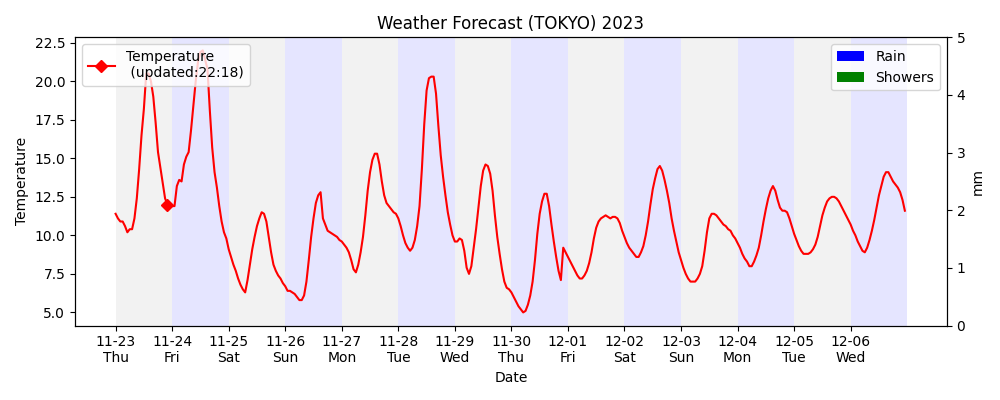 Weather Forecast (TOKYO) 2023
Temperature
(updated:22:18)
Rain
Showers
22.5
20.0
17.5
15.0
12.5
10.0
7.5
5.0
Temperature
5
4
3
2
1
0
mm
11-23 11-24 11-25 11-26 11-27 11-28 11-29 11-30 12-01 12-02 12-03 12-04 12-05 12-06
Thu Fri Sat Sun Mon Tue Wed Thu Fri Sat Sun Mon Tue Wed
Date